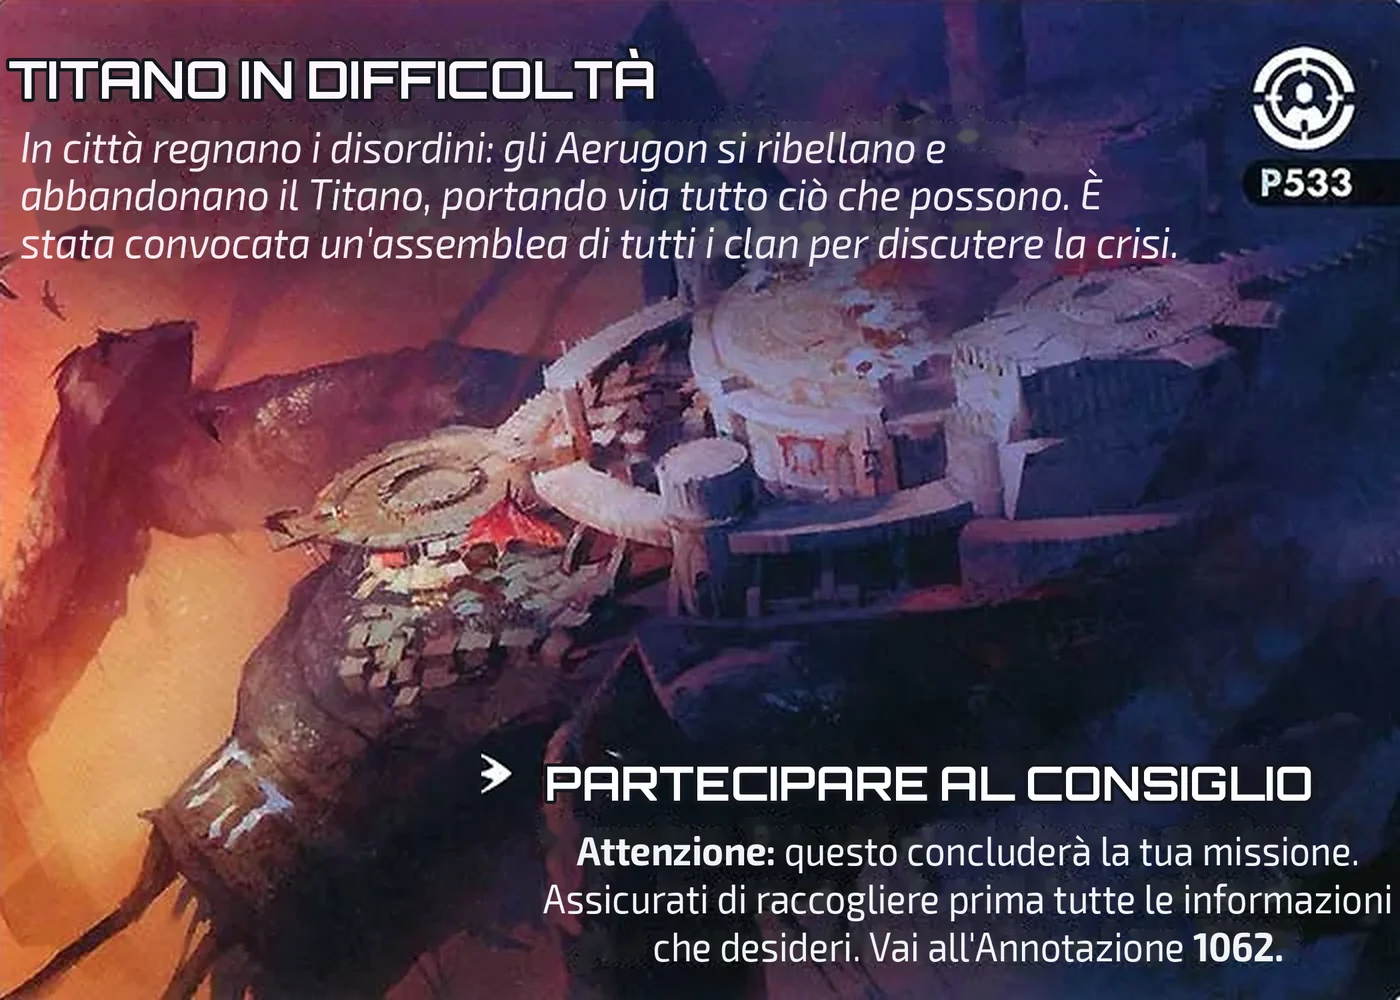 TITANO IN DIFFICOLTÀ
In città regnano i disordini: gli Aerugon si ribellano e
abbandonano il Titano, portando via tutto ciò che possono. È
stata convocata un'assemblea di tutti i clan per discutere la crisi.
P533
PARTECIPARE AL CONSIGLIO
Attenzione: questo concluderà la tua missione.
Assicurati di raccogliere prima tutte le informazioni
che desideri. Vai all'Annotazione 1062.